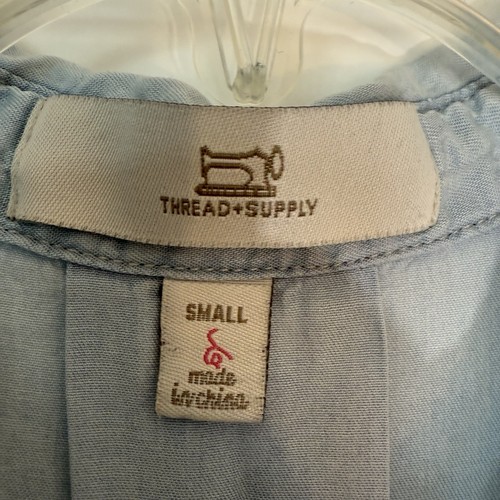 THREAD+SUPPLY
SMALL
made
in china